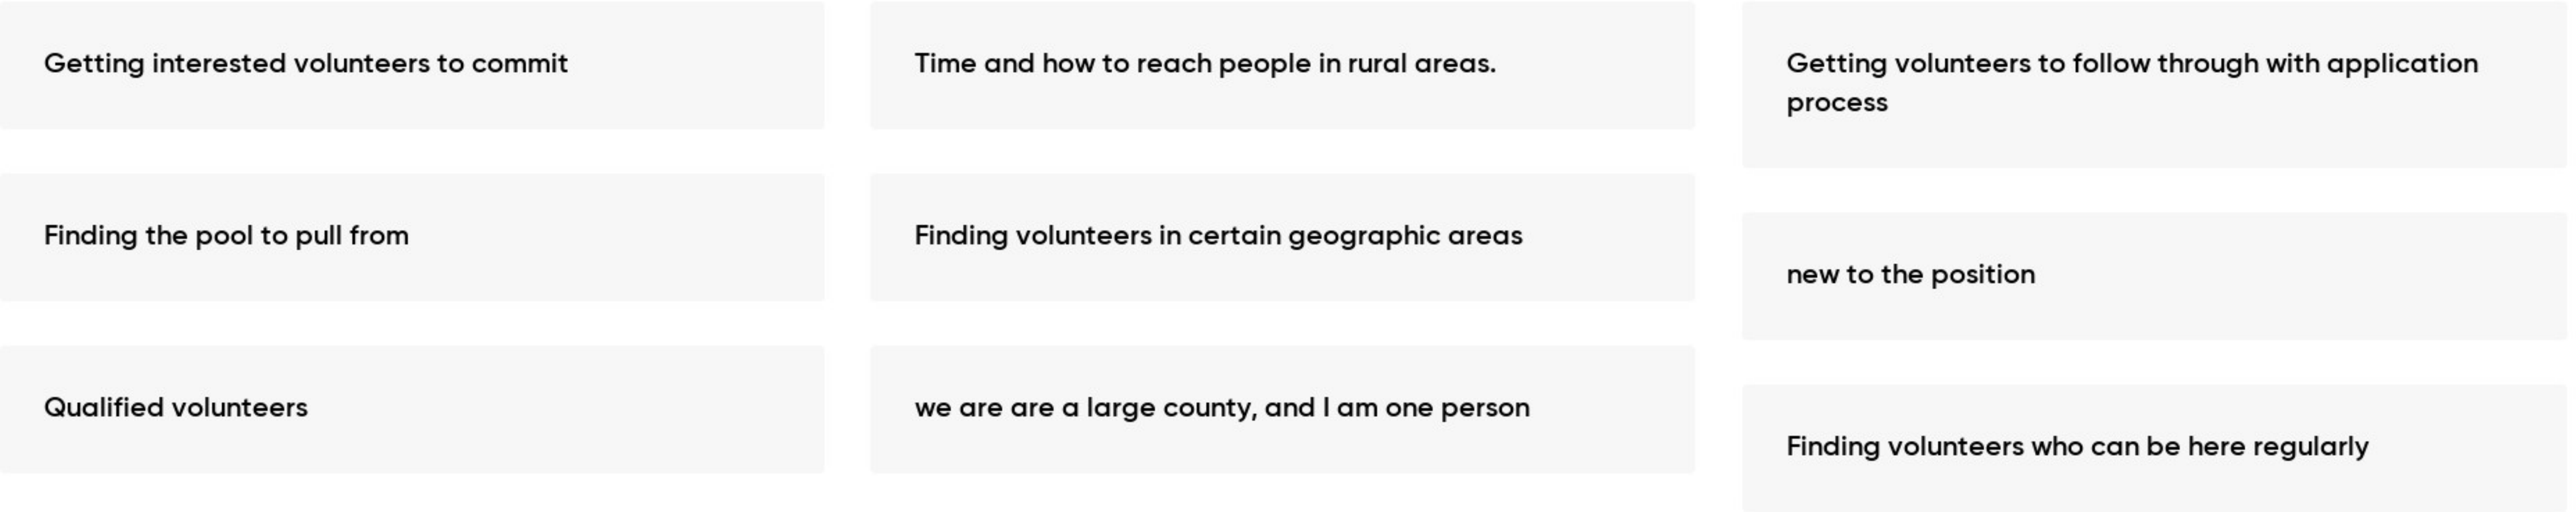 Getting interested volunteers to commit
Time and how to reach people in rural areas.
Getting volunteers to follow through with application
process
Finding the pool to pull from
Finding volunteers in certain geographic areas
new to the position
Qualified volunteers
we are are a large county, and I am one person
Finding volunteers who can be here regularly